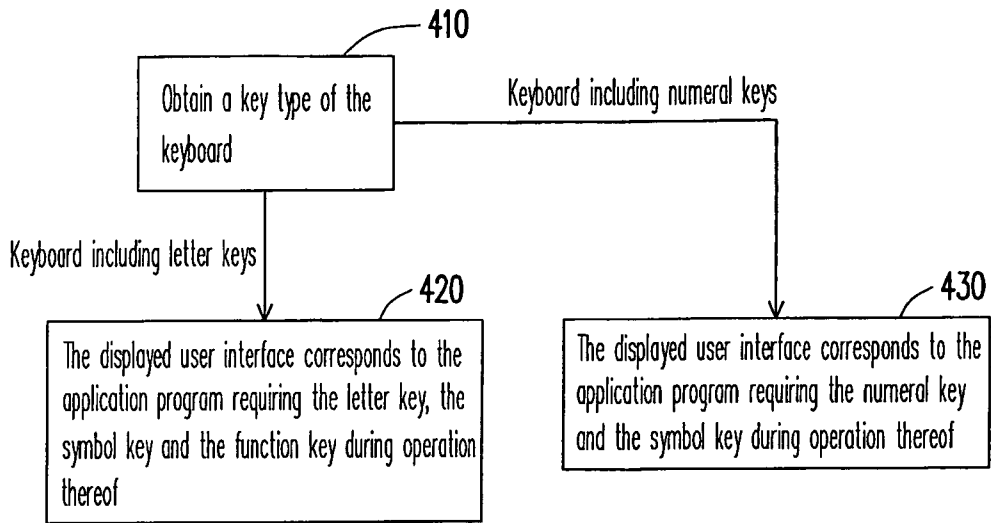 410
Obtain a key type of the
keyboard
Keyboard including numeral keys
Keyboard including letter keys
420
The displayed user interface corresponds to the
application program requiring the letter key, the
symbol key and the function key during operation
thereof
430
The displayed user interface corresponds to the
application program requiring the numeral key
and the symbol key during operation thereof